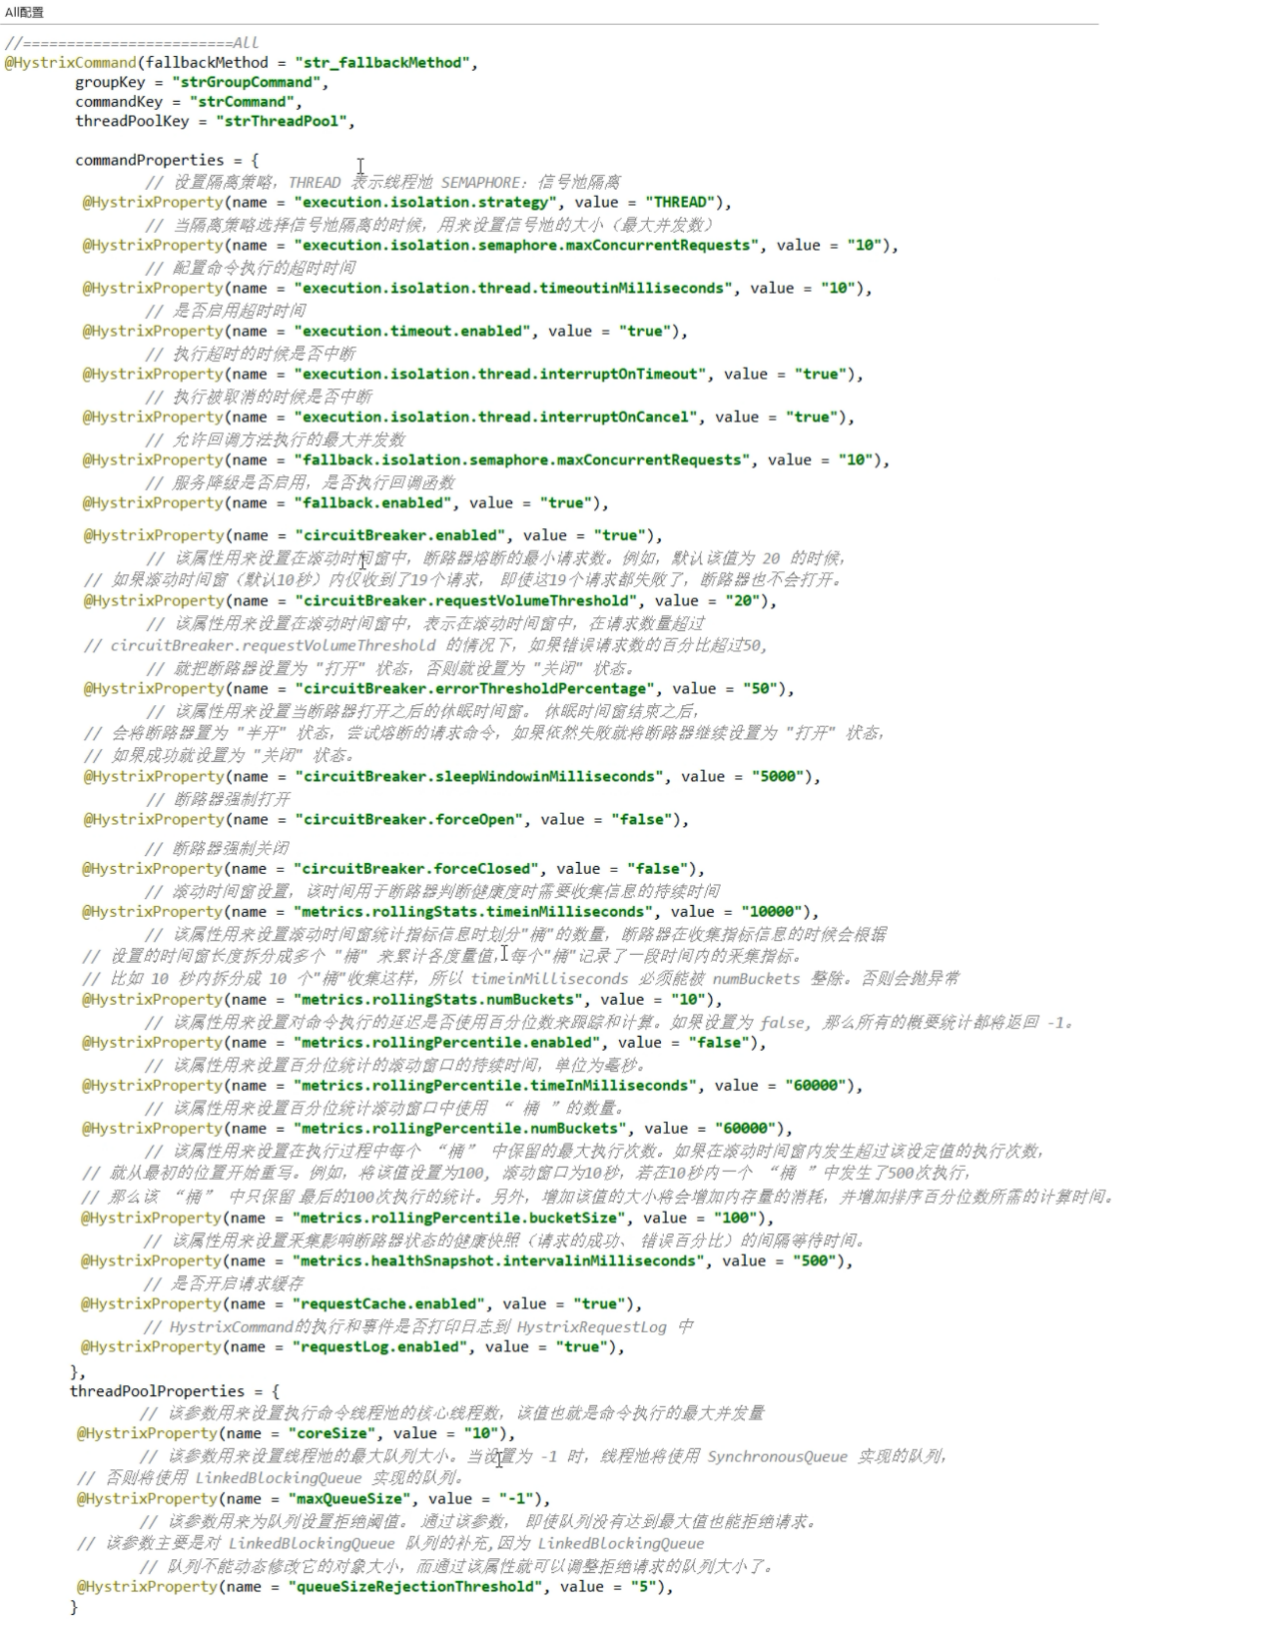 All配置
//========================All
@HystrixCommand(fallbackMethod = "str_fallbackMethod",
groupKey = "strGroupCommand",
commandKey = "strCommand",
threadPoolKey = "strThreadPool",
commandProperties = {
// 设置隔离策略，THREAD 表示线程池 SEMAPHORE：信号池隔离
@HystrixProperty(name = "execution.isolation.strategy", value = "THREAD"),
// 当隔离策略选择信号池隔离的时候，用来设置信号池的大小（最大并发数）
@HystrixProperty(name = "execution.isolation.semaphore.maxConcurrentRequests", value = "10"),
// 配置命令执行的超时时间
@HystrixProperty(name = "execution.isolation.thread.timeoutinMilliseconds", value = "10"),
// 是否启用超时时间
@HystrixProperty(name = "execution.timeout.enabled", value = "true"),
// 执行超时的时候是否中断
@HystrixProperty(name = "execution.isolation.thread.interruptOnTimeout", value = "true"),
// 执行被取消的时候是否中断
@HystrixProperty(name = "execution.isolation.thread.interruptOnCancel", value = "true"),
// 允许回调方法执行的最大并发数
@HystrixProperty(name = "fallback.isolation.semaphore.maxConcurrentRequests", value = "10"),
// 服务降级是否启用，是否执行回调函数
@HystrixProperty(name = "fallback.enabled", value = "true"),
@HystrixProperty(name = "circuitBreaker.enabled", value = "true"),
// 该属性用来设置在滚动时间窗中，断路器熔断的最小请求数。例如，默认该值为 20 的时候，
// 如果滚动时间窗（默认10秒）内仅收到了19个请求， 即使这19个请求都失败了，断路器也不会打开。
@HystrixProperty(name = "circuitBreaker.requestVolumeThreshold", value = "20"),
// 该属性用来设置在滚动时间窗中，表示在滚动时间窗中，在请求数量超过
// circuitBreaker.requestVolumeThreshold 的情况下，如果错误请求数的百分比超过50,
// 就把断路器设置为 "打开" 状态，否则就设置为 "关闭" 状态。
@HystrixProperty(name = "circuitBreaker.errorThresholdPercentage", value = "50"),
// 该属性用来设置当断路器打开之后的休眠时间窗。 休眠时间窗结束之后，
// 会将断路器置为 "半开" 状态，尝试熔断的请求命令，如果依然失败就将断路器继续设置为 "打开" 状态，
// 如果成功就设置为 "关闭" 状态。
@HystrixProperty(name = "circuitBreaker.sleepWindowinMilliseconds", value = "5000"),
// 断路器强制打开
@HystrixProperty(name = "circuitBreaker.forceOpen", value = "false"),
// 断路器强制关闭
@HystrixProperty(name = "circuitBreaker.forceClosed", value = "false"),
// 滚动时间窗设置，该时间用于断路器判断健康度时需要收集信息的持续时间
@HystrixProperty(name = "metrics.rollingStats.timeinMilliseconds", value = "10000"),
// 该属性用来设置滚动时间窗统计指标信息时划分"桶"的数量，断路器在收集指标信息的时候会根据
// 设置的时间窗长度拆分成多个 "桶" 来累计各度量值，每个"桶"记录了一段时间内的采集指标。
// 比如 10 秒内拆分成 10 个"桶"收集这样，所以 timeinMilliseconds 必须能被 numBuckets 整除。否则会抛异常
@HystrixProperty(name = "metrics.rollingStats.numBuckets", value = "10"),
// 该属性用来设置对命令执行的延迟是否使用百分位数来跟踪和计算。如果设置为 false, 那么所有的概要统计都将返回 -1。
@HystrixProperty(name = "metrics.rollingPercentile.enabled", value = "false"),
// 该属性用来设置百分位统计的滚动窗口的持续时间，单位为毫秒。
@HystrixProperty(name = "metrics.rollingPercentile.timeInMilliseconds", value = "60000"),
// 该属性用来设置百分位统计滚动窗口中使用 “ 桶 ”的数量。
@HystrixProperty(name = "metrics.rollingPercentile.numBuckets", value = "60000"),
// 该属性用来设置在执行过程中每个 “桶” 中保留的最大执行次数。如果在滚动时间窗内发生超过该设定值的执行次数，
// 就从最初的位置开始重写。例如，将该值设置为100, 滚动窗口为10秒，若在10秒内一个 “桶 ”中发生了500次执行，
// 那么该 “桶” 中只保留 最后的100次执行的统计。另外，增加该值的大小将会增加内存量的消耗，并增加排序百分位数所需的计算时间。
@HystrixProperty(name = "metrics.rollingPercentile.bucketSize", value = "100"),
// 该属性用来设置采集影响断路器状态的健康快照（请求的成功、 错误百分比）的间隔等待时间。
@HystrixProperty(name = "metrics.healthSnapshot.intervalinMilliseconds", value = "500"),
// 是否开启请求缓存
@HystrixProperty(name = "requestCache.enabled", value = "true"),
// HystrixCommand的执行和事件是否打印日志到 HystrixRequestLog 中
@HystrixProperty(name = "requestLog.enabled", value = "true"),
},
threadPoolProperties = {
// 该参数用来设置执行命令线程池的核心线程数，该值也就是命令执行的最大并发量
@HystrixProperty(name = "coreSize", value = "10"),
// 该参数用来设置线程池的最大队列大小。当设置为 -1 时，线程池将使用 SynchronousQueue 实现的队列，
// 否则将使用 LinkedBlockingQueue 实现的队列。
@HystrixProperty(name = "maxQueueSize", value = "-1"),
// 该参数用来为队列设置拒绝阈值。 通过该参数， 即使队列没有达到最大值也能拒绝请求。
// 该参数主要是对 LinkedBlockingQueue 队列的补充,因为 LinkedBlockingQueue
// 队列不能动态修改它的对象大小，而通过该属性就可以调整拒绝请求的队列大小了。
@HystrixProperty(name = "queueSizeRejectionThreshold", value = "5"),
}